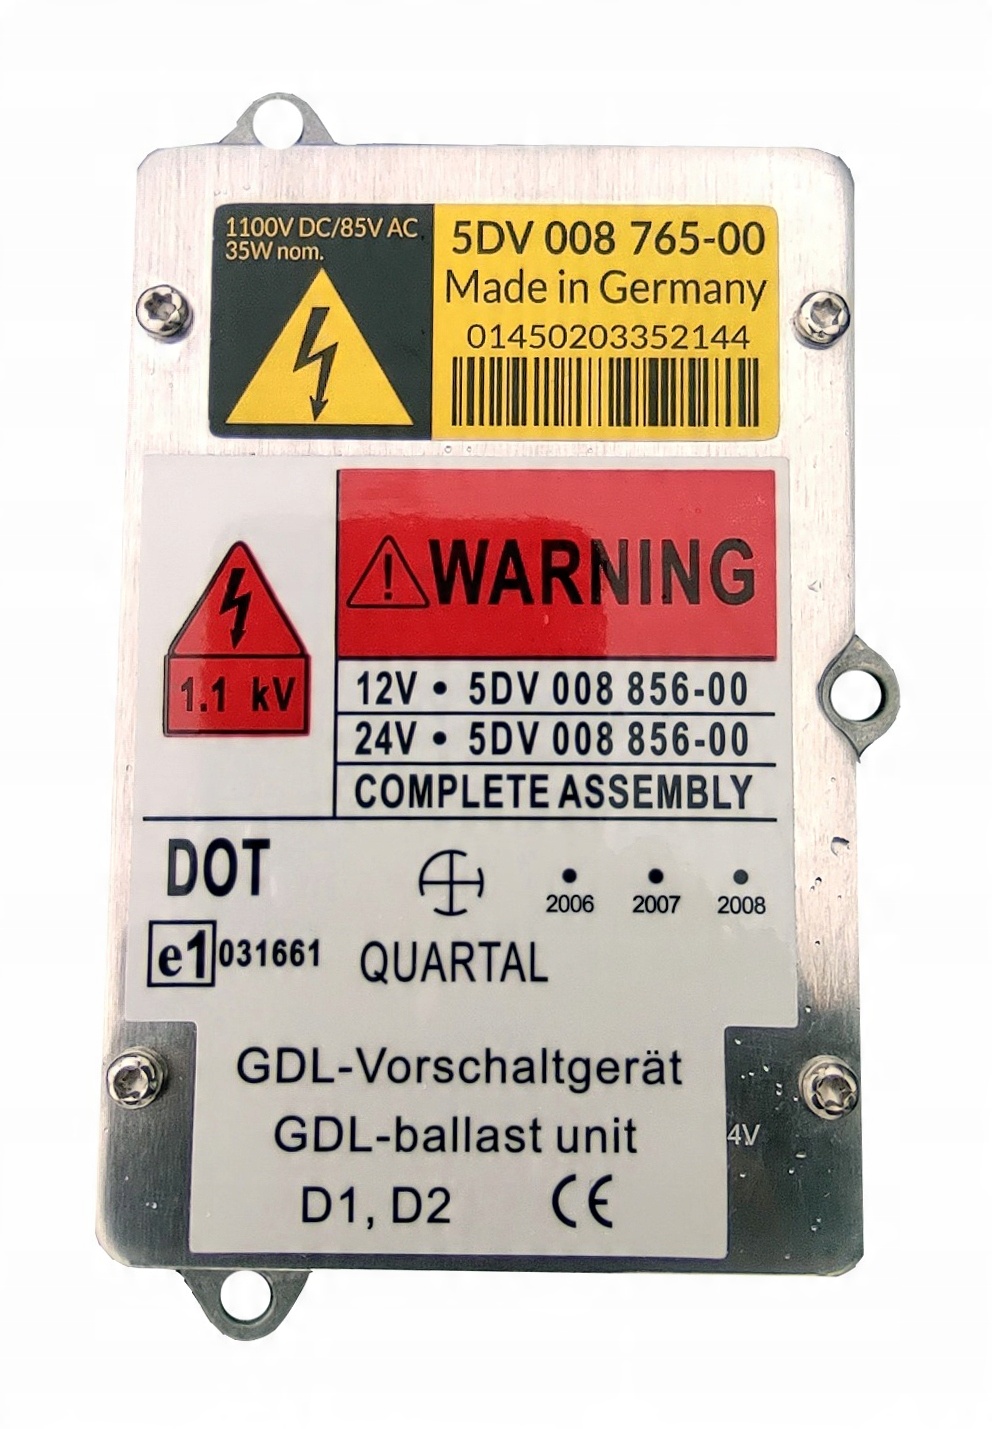 1100V DC/85V AC
35W nom.
5DV 008 765-00
Made in Germany
01450203352144
WARNING
1.1 kV
12V • 5DV 008 856-00
24V • 5DV 008 856-00
COMPLETE ASSEMBLY
DOT
2006 2007 2008
e1 031661
QUARTAL
GDL-Vorschaltgerät
GDL-ballast unit
4V
D1, D2 CE